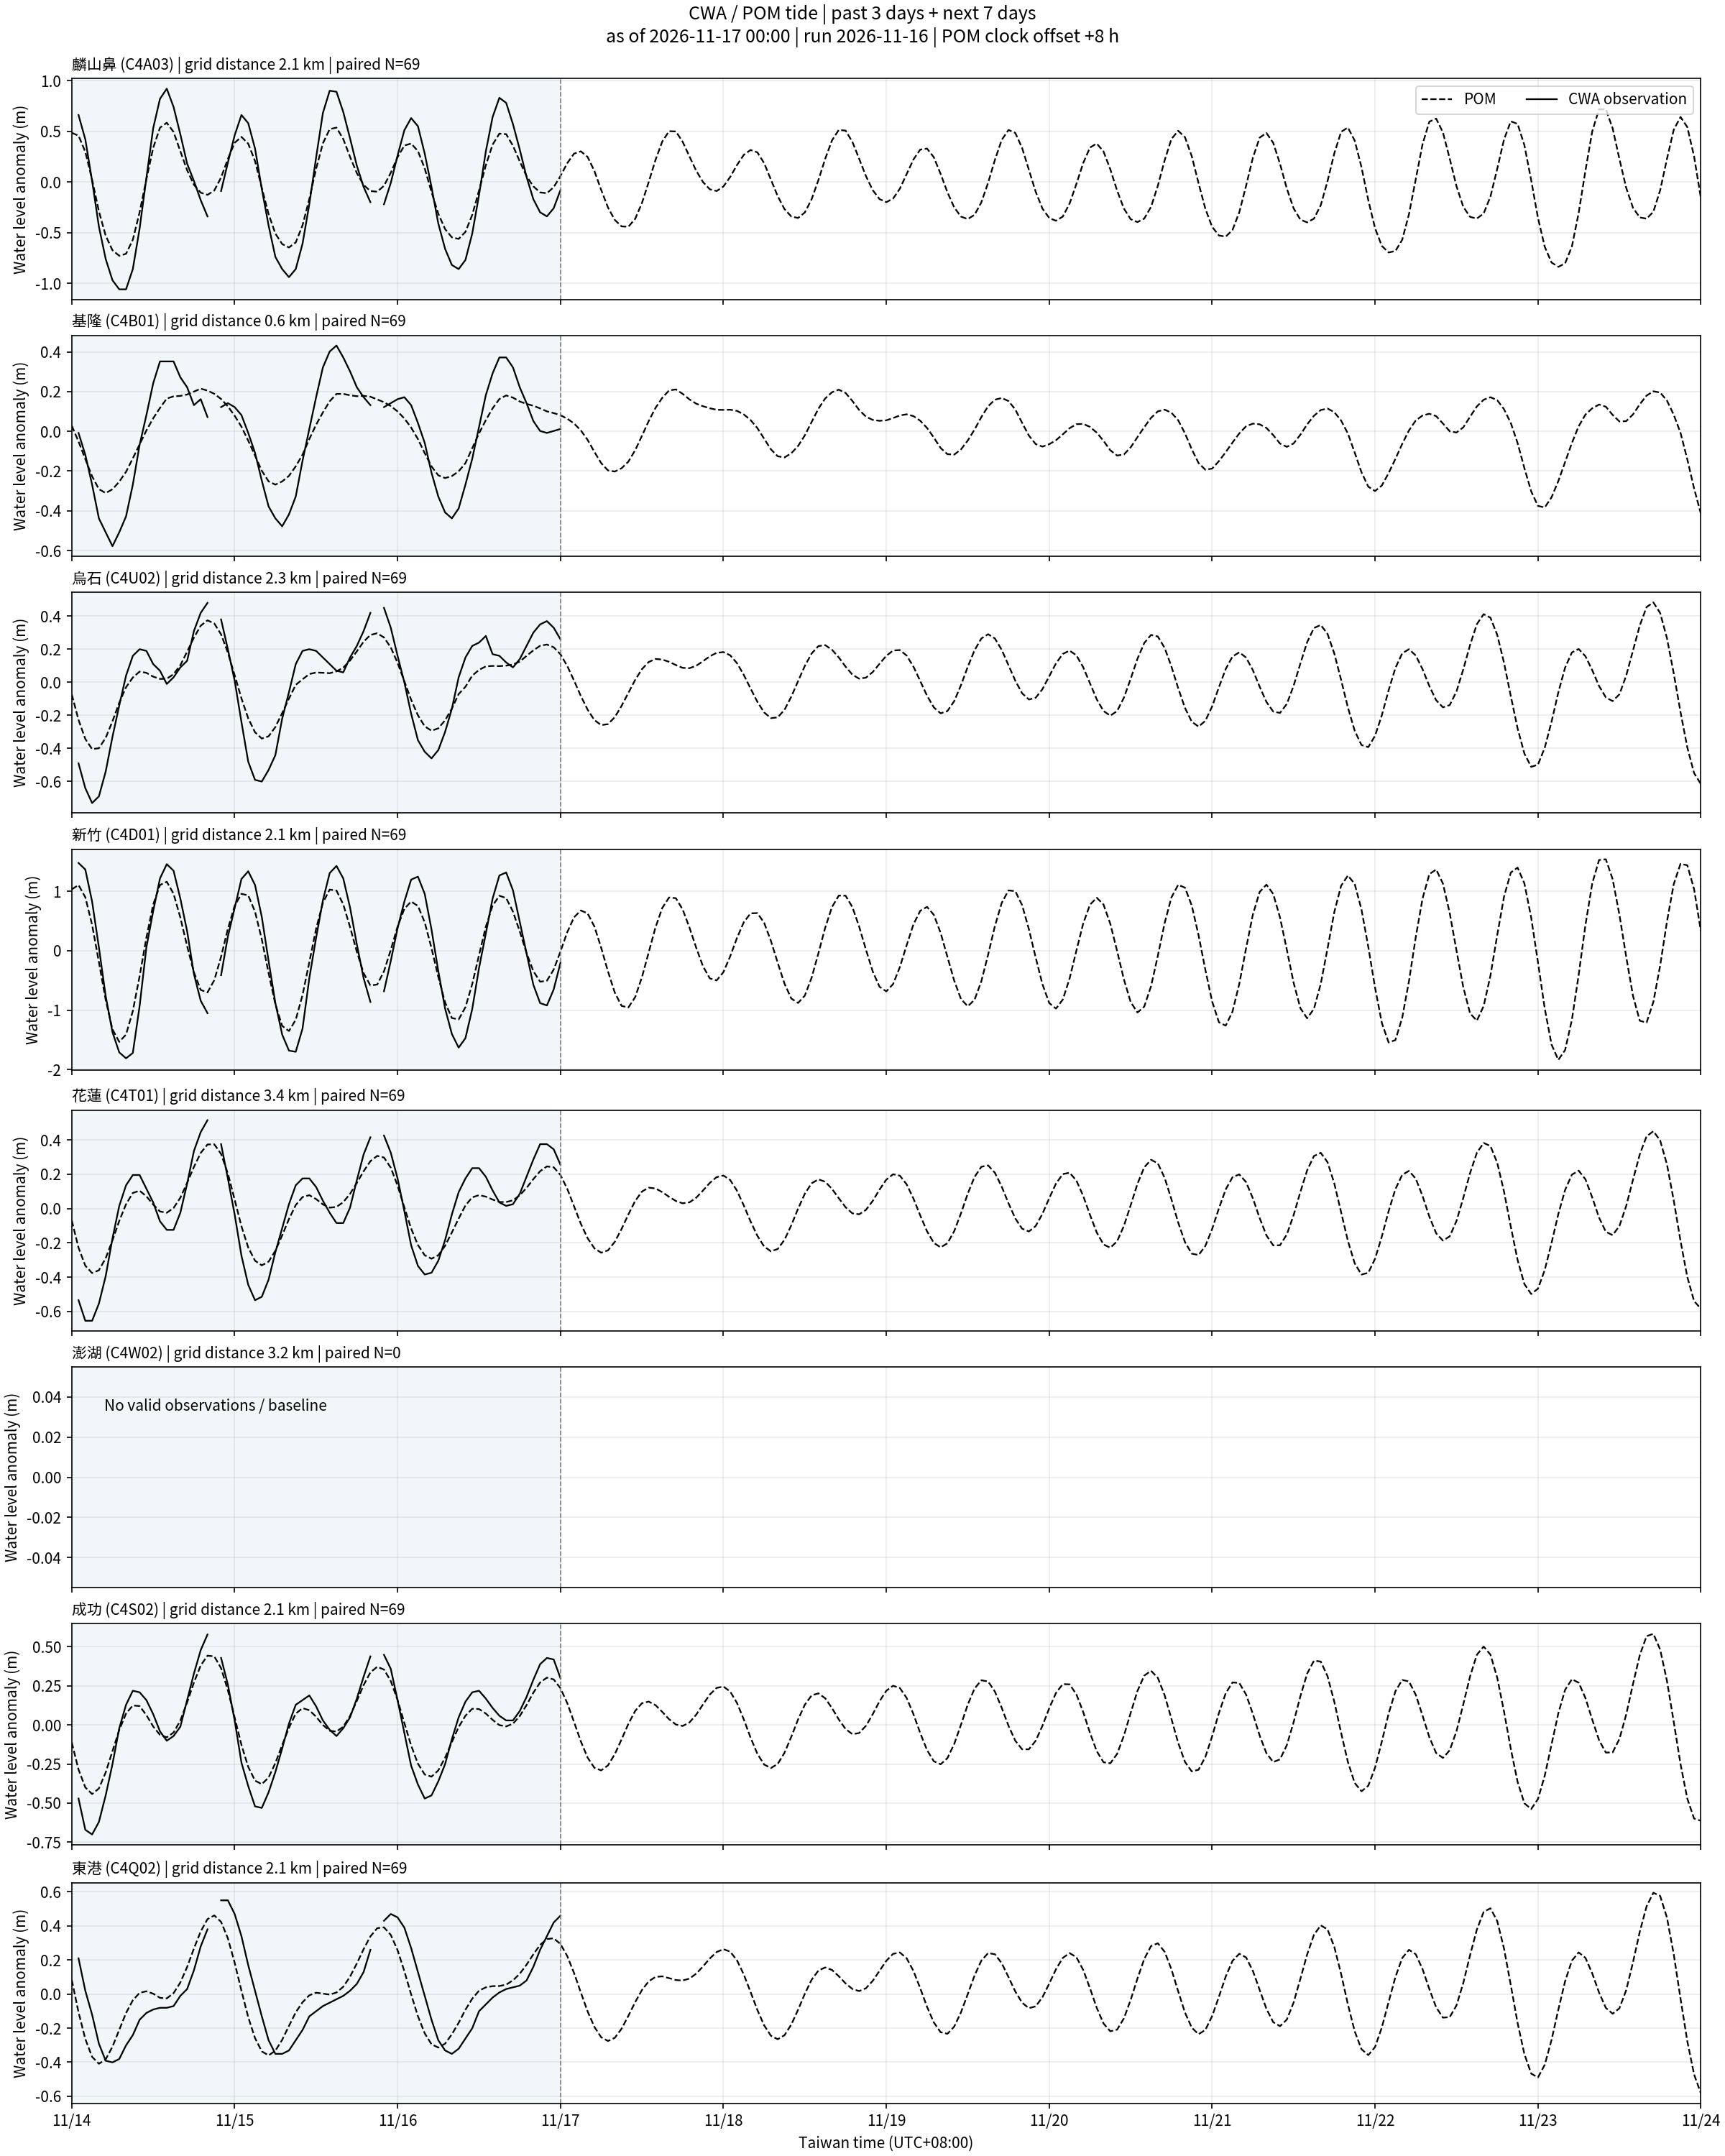 CWA / POM tide | past 3 days + next 7 days
as of 2026-11-17 00:00 | run 2026-11-16 | POM clock offset +8 h
麟山鼻 (C4A03) | grid distance 2.1 km | paired N=69
Water level anomaly (m)
1.0
0.5
0.0
-0.5
-1.0
POM
CWA observation
基隆 (C4B01) | grid distance 0.6 km | paired N=69
Water level anomaly (m)
0.4
0.2
0.0
-0.2
-0.4
-0.6
烏石 (C4U02) | grid distance 2.3 km | paired N=69
Water level anomaly (m)
0.4
0.2
0.0
-0.2
-0.4
-0.6
新竹 (C4D01) | grid distance 2.1 km | paired N=69
Water level anomaly (m)
1
0
-1
-2
花蓮 (C4T01) | grid distance 3.4 km | paired N=69
Water level anomaly (m)
0.4
0.2
0.0
-0.2
-0.4
-0.6
澎湖 (C4W02) | grid distance 3.2 km | paired N=0
Water level anomaly (m)
0.04
0.02
0.00
-0.02
-0.04
No valid observations / baseline
成功 (C4S02) | grid distance 2.1 km | paired N=69
Water level anomaly (m)
0.50
0.25
0.00
-0.25
-0.50
-0.75
東港 (C4Q02) | grid distance 2.1 km | paired N=69
Water level anomaly (m)
0.6
0.4
0.2
0.0
-0.2
-0.4
-0.6
11/14 11/15 11/16 11/17 11/18 11/19 11/20 11/21 11/22 11/23 11/24
Taiwan time (UTC+08:00)